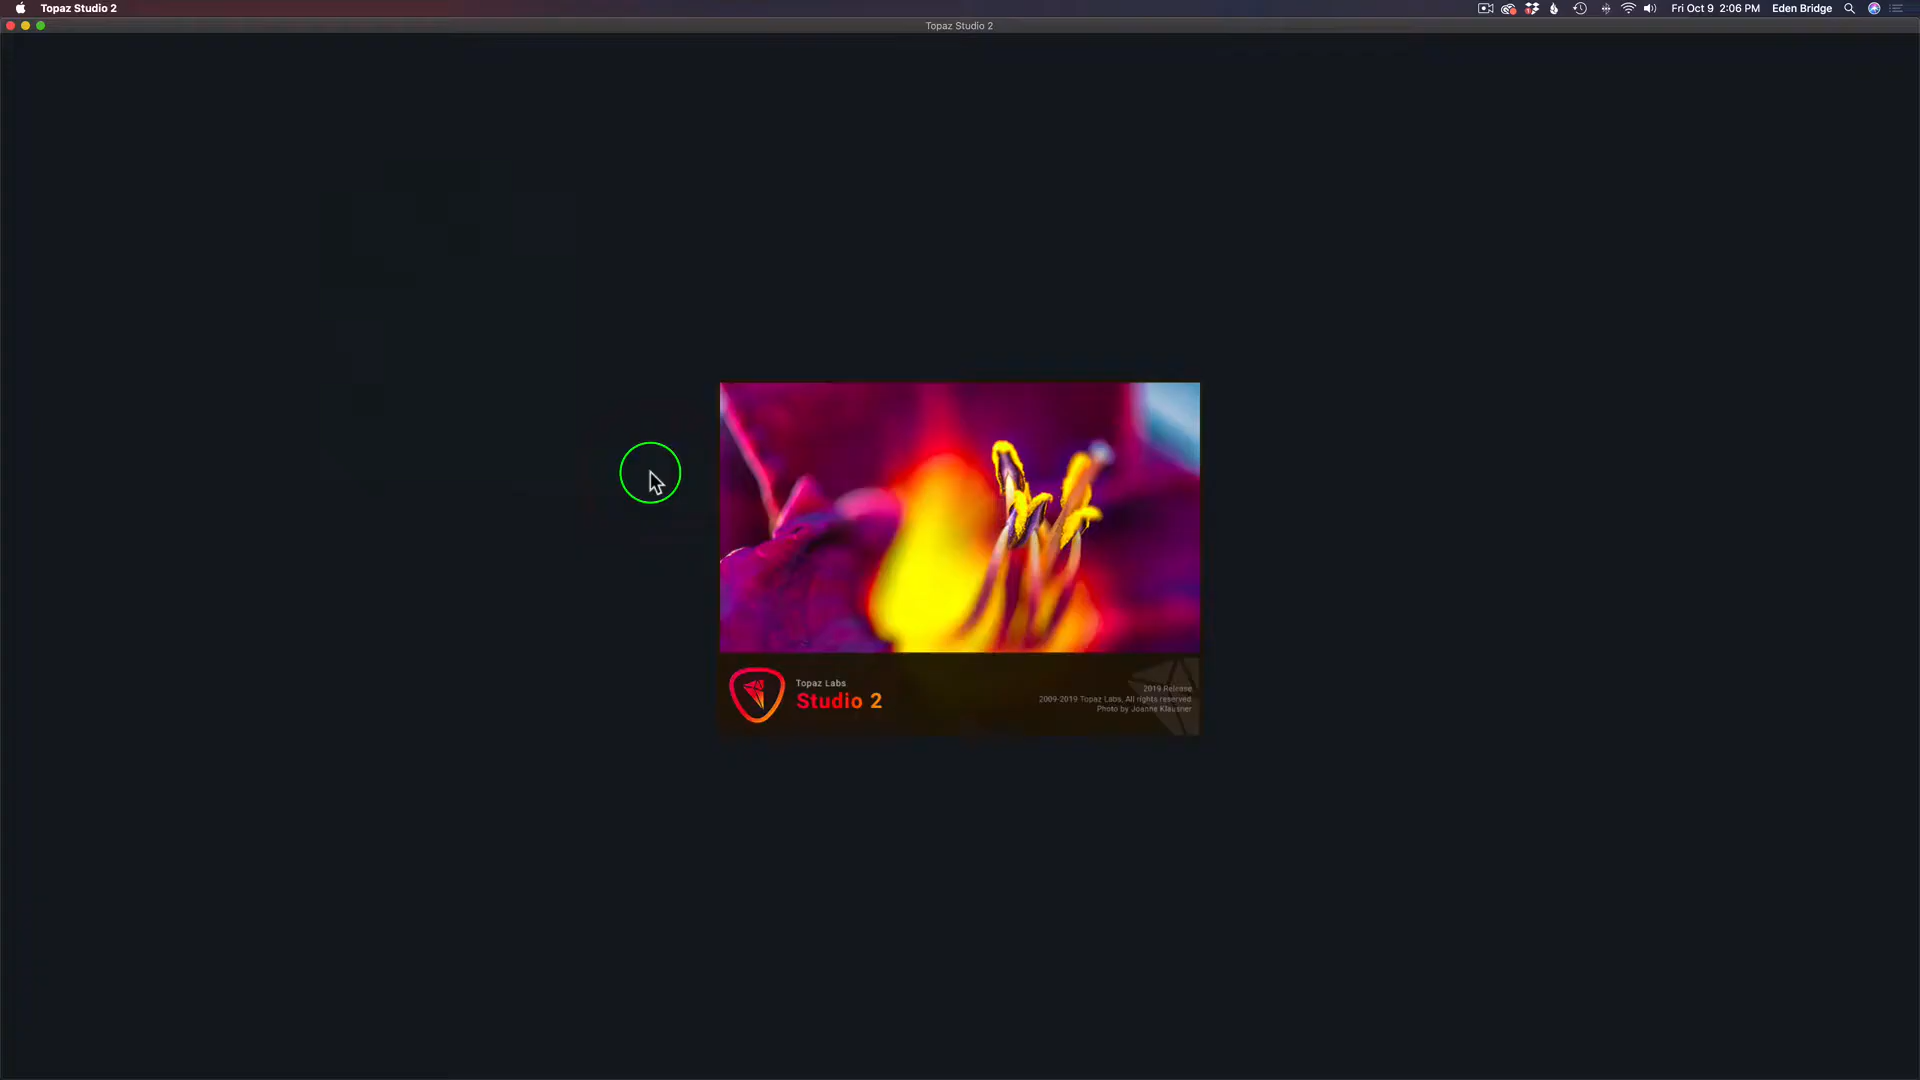 Topaz Studio 2
Fri Oct 9 2:06 PM Eden Bridge
Topaz Studio 2
Topaz Labs
Studio 2
2019 Release
2009-2019 Topaz Labs, All rights reserved
Photo by Joanne Klausner